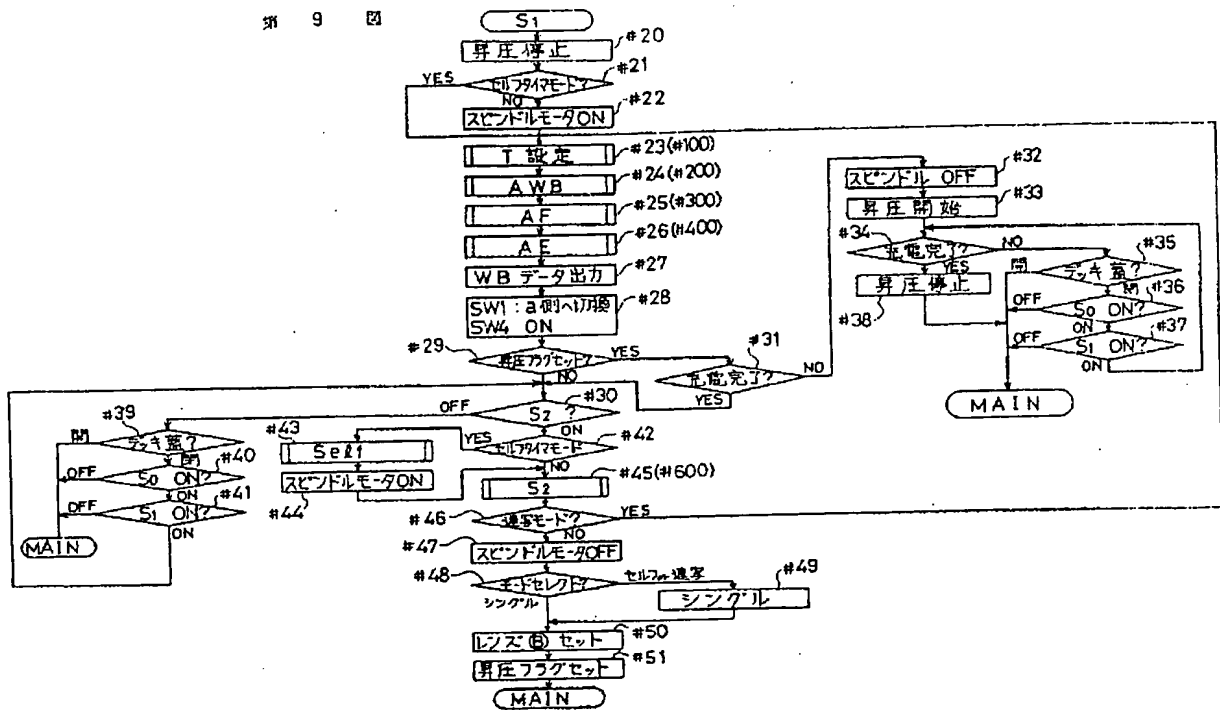 第 9 図
S1
昇圧停止
#20
セルフタイマモード?
#21
YES
NO
スピンドルモータON
#22
T 設定
#23(#100)
AWB
#24(#200)
AF
#25(#300)
AE
#26(#400)
WBデータ出力
#27
SW1:a側へ切換
SW4 ON
#28
#29
昇圧フラグセット?
YES
NO
#31
充電完了?
NO
YES
#32
スピンドル OFF
#33
昇圧開始
#34
充電完了?
NO
YES
#35
デッキ蓋?
開
閉
昇圧停止
#38
#36
S0 ON?
OFF
ON
#37
S1 ON?
OFF
ON
MAIN
#30
S2 ?
OFF
ON
#39
デッキ蓋?
開
閉
#40
S0 ON?
OFF
ON
#41
S1 ON?
OFF
ON
MAIN
#42
セルフタイマモード
YES
NO
#43
Self
スピンドルモータON
#44
#45(#600)
S2
#46
連写モード?
YES
NO
#47
スピンドルモータOFF
#48
モードセレクト?
セルフor連写
シングル
#49
シングル
レンズ Ⓑ セット
#50
昇圧フラグセット
#51
MAIN